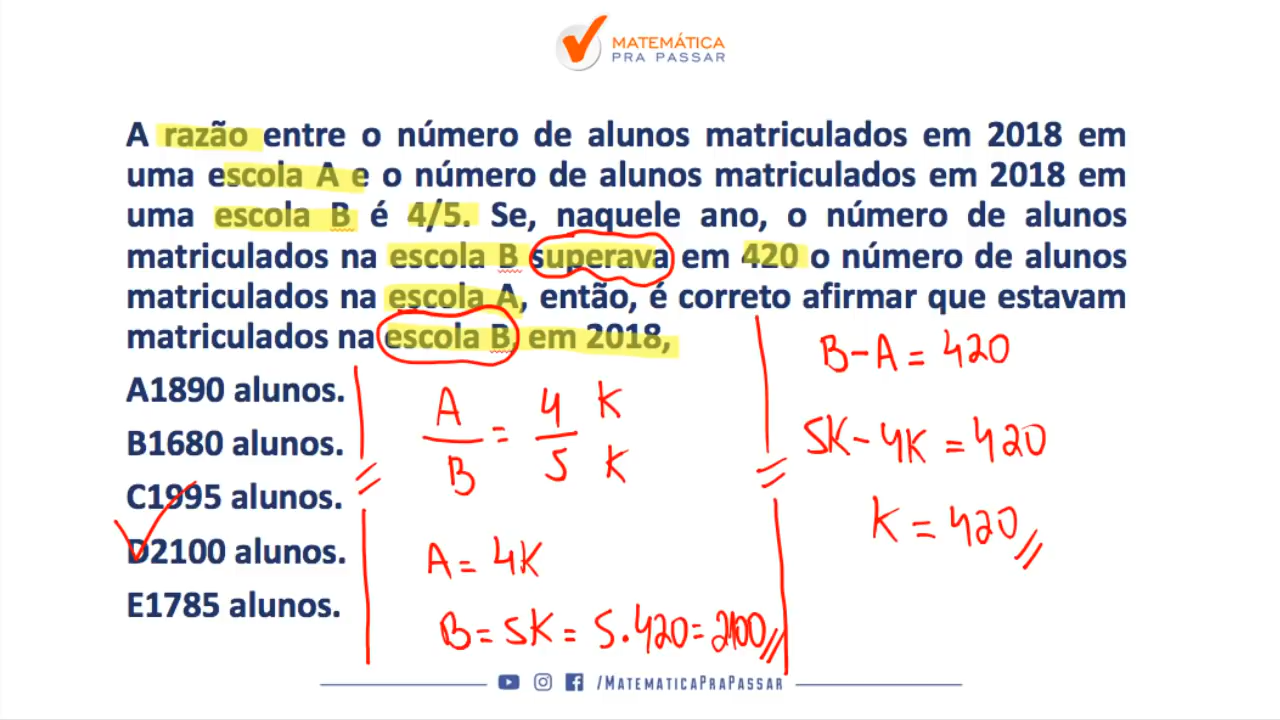 MATEMÁTICA
PRA PASSAR
A razão entre o número de alunos matriculados em 2018 em
uma escola A e o número de alunos matriculados em 2018 em
uma escola B é 4/5. Se, naquele ano, o número de alunos
matriculados na escola B superava em 420 o número de alunos
matriculados na escola A, então, é correto afirmar que estavam
matriculados na escola B, em 2018,
A1890 alunos.
B1680 alunos.
C1995 alunos.
D2100 alunos.
E1785 alunos.
A/B = 4/5 K/K
A = 4K
B = 5K = 5.420 = 2100
B - A = 420
5K - 4K = 420
K = 420
/MATEMATICAPRAPASSAR